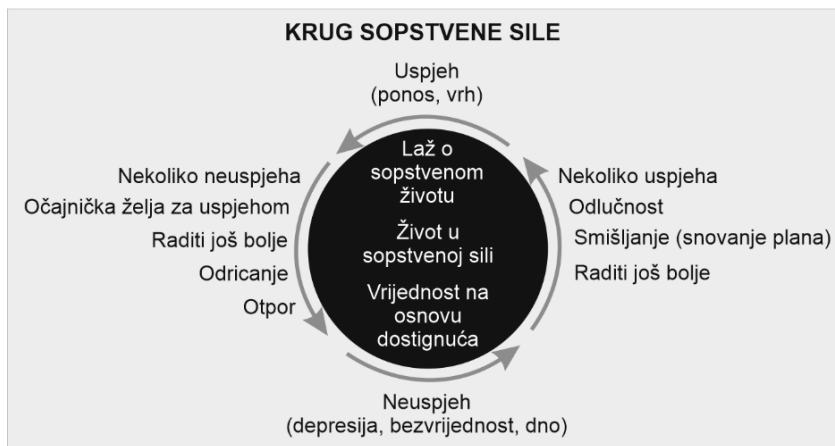 KRUG SOPSTVENE SILE
Uspjeh
(ponos, vrh)
Nekoliko neuspjeha
Očajnička želja za uspjehom
Raditi još bolje
Odricanje
Otpor
Laž o
sopstvenom
životu
Život u
sopstvenoj sili
Vrijednost na
osnovu
dostignuća
Nekoliko uspjeha
Odlučnost
Smišljanje (snovanje plana)
Raditi još bolje
Neuspjeh
(depresija, bezvrijednost, dno)